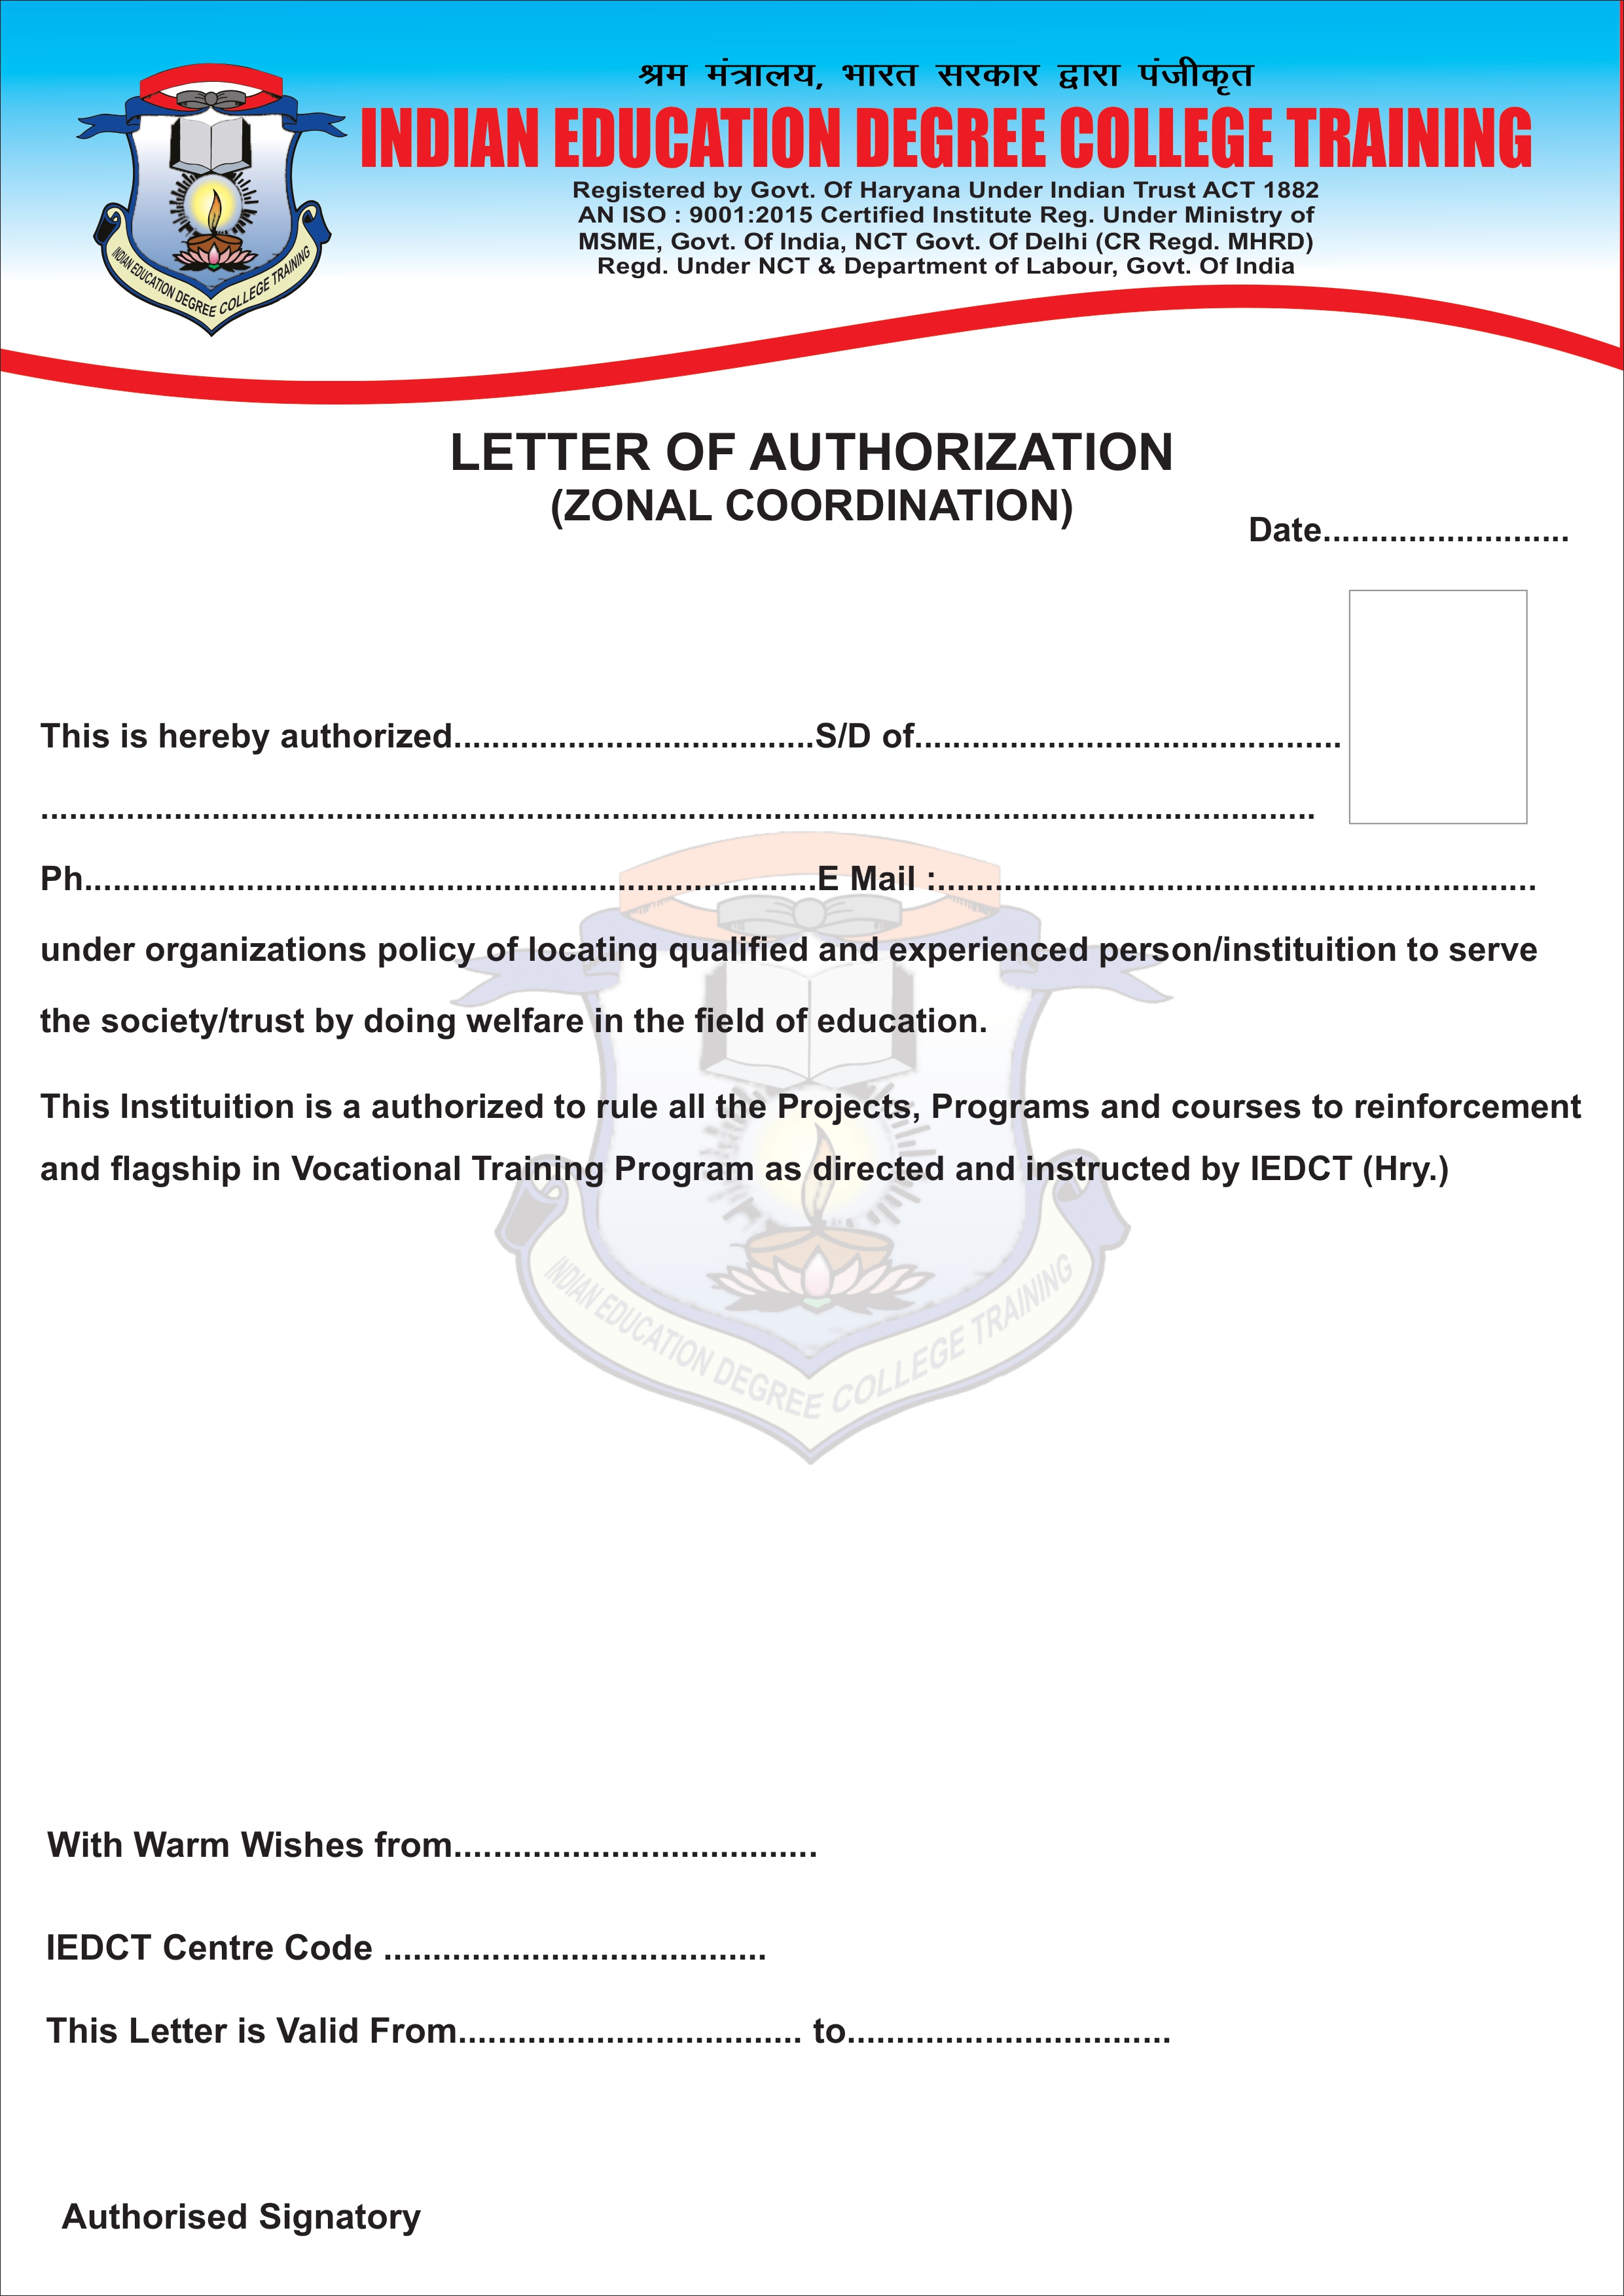 श्रम मंत्रालय, भारत सरकार द्वारा पंजीकृत
INDIAN EDUCATION DEGREE COLLEGE TRAINING
Registered by Govt. Of Haryana Under Indian Trust ACT 1882
AN ISO : 9001:2015 Certified Institute Reg. Under Ministry of
MSME, Govt. Of India, NCT Govt. Of Delhi (CR Regd. MHRD)
Regd. Under NCT & Department of Labour, Govt. Of India
INDIAN EDUCATION DEGREE COLLEGE TRAINING
LETTER OF AUTHORIZATION
(ZONAL COORDINATION)
Date..........................
This is hereby authorized......................................S/D of.............................................
......................................................................................................................................
Ph.............................................................................E Mail :...............................................................
under organizations policy of locating qualified and experienced person/instituition to serve
the society/trust by doing welfare in the field of education.
This Instituition is a authorized to rule all the Projects, Programs and courses to reinforcement
and flagship in Vocational Training Program as directed and instructed by IEDCT (Hry.)
INDIAN EDUCATION DEGREE COLLEGE TRAINING
With Warm Wishes from.....................................
IEDCT Centre Code .......................................
This Letter is Valid From................................... to.................................
Authorised Signatory